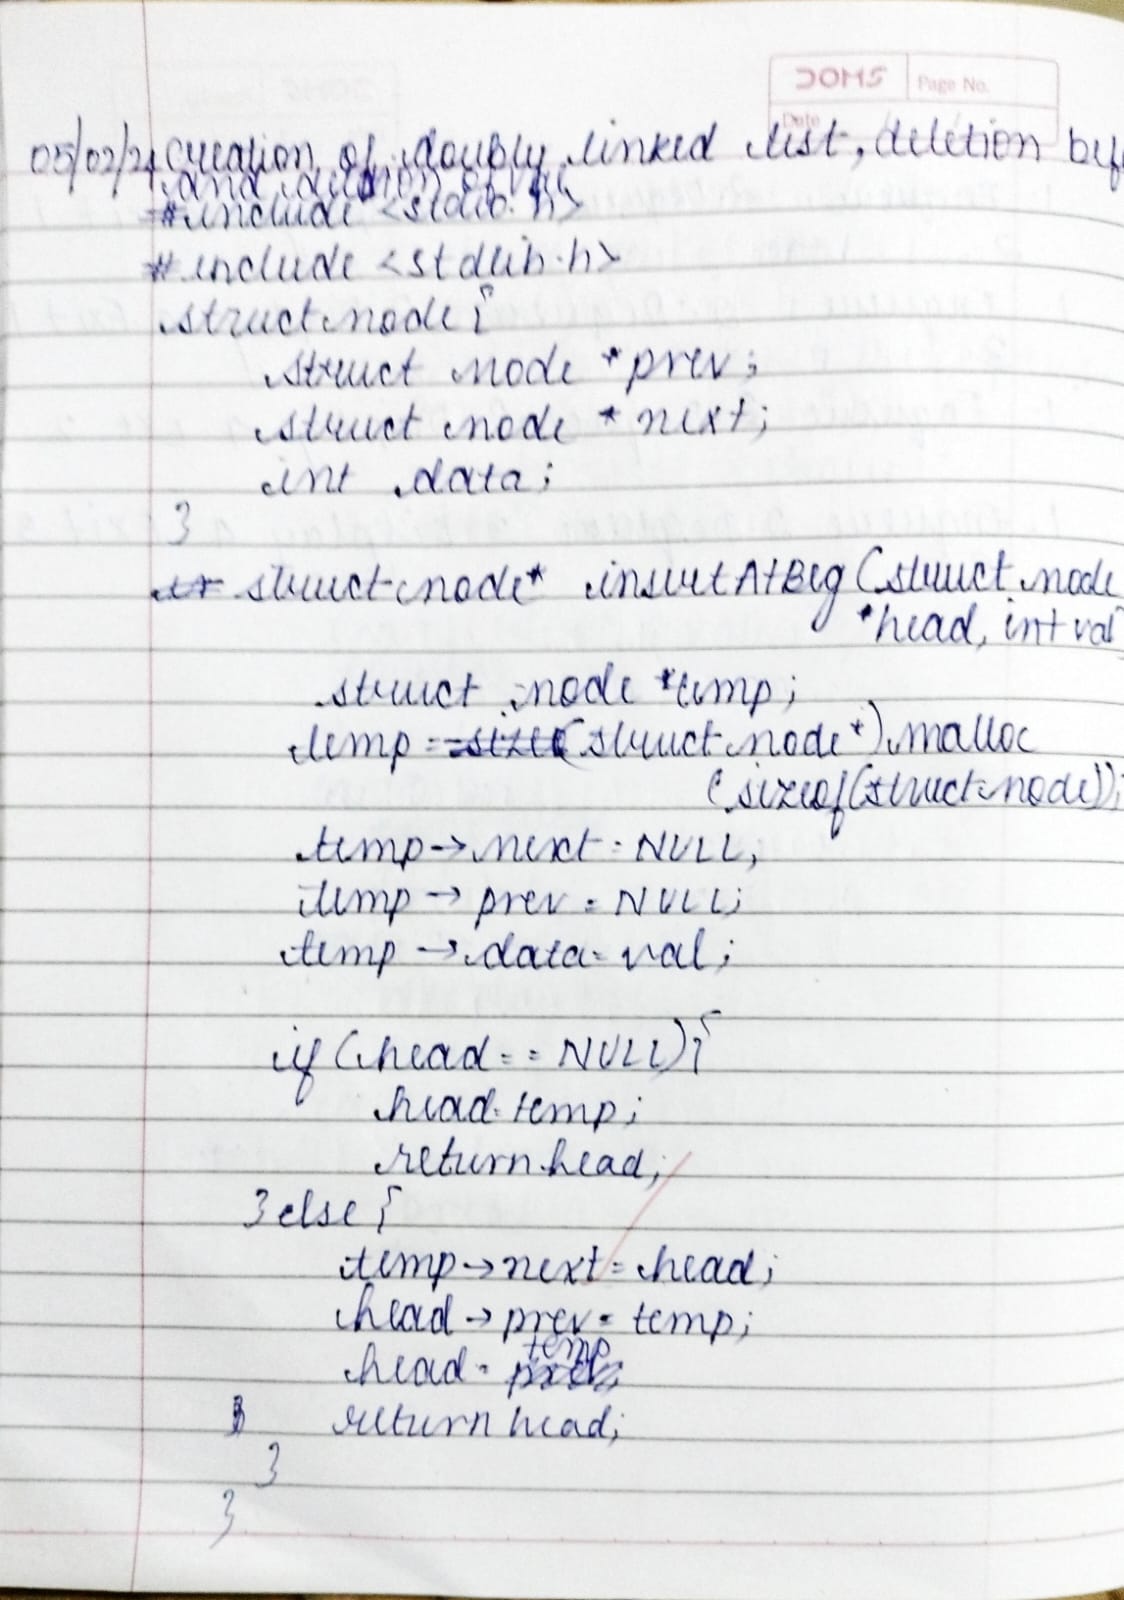 DOMS Page No.
Date
05/02/24 creation of doubly linked list, deletion bef
and deletion of val
#include <stdio.h>
#include <stdlib.h>
struct node {
struct node *prev;
struct node *next;
int data;
}
struct node* insertAtBeg (struct node
*head, int val
struct node *temp;
temp = (struct node *) malloc
(sizeof(struct node));
temp → next = NULL;
temp → prev = NULL;
temp → data = val;
if (head == NULL) {
head = temp;
return head;
} else {
temp → next = head;
head → prev = temp;
head = temp;
return head;
}
}